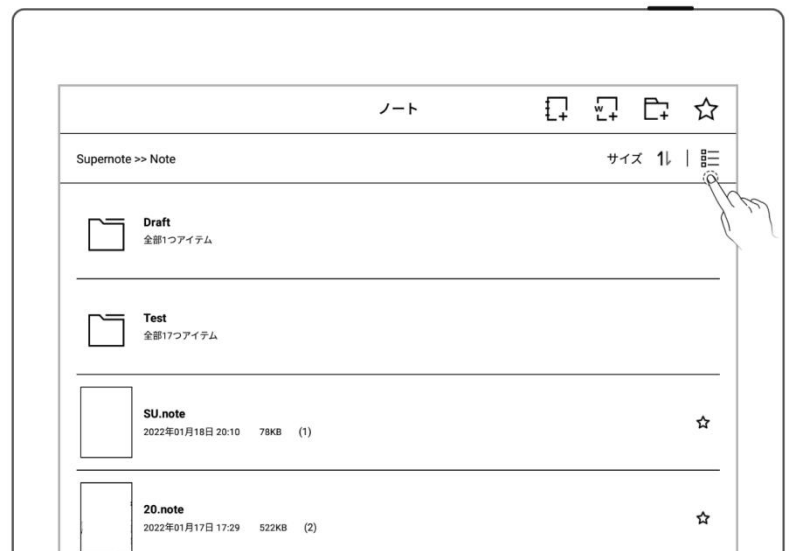 ノート
Supernote >> Note
サイズ
Draft
全部1つアイテム
Test
全部17つアイテム
SU.note
2022年01月18日 20:10 78KB (1)
20.note
2022年01月17日 17:29 522KB (2)